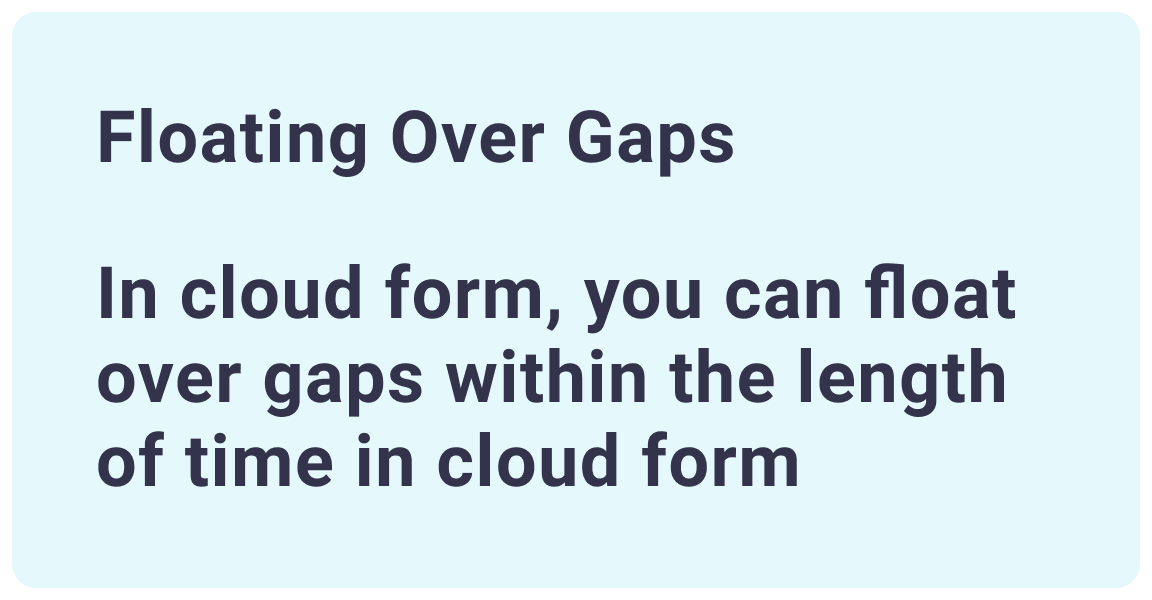 Floating Over Gaps
In cloud form, you can float
over gaps within the length
of time in cloud form